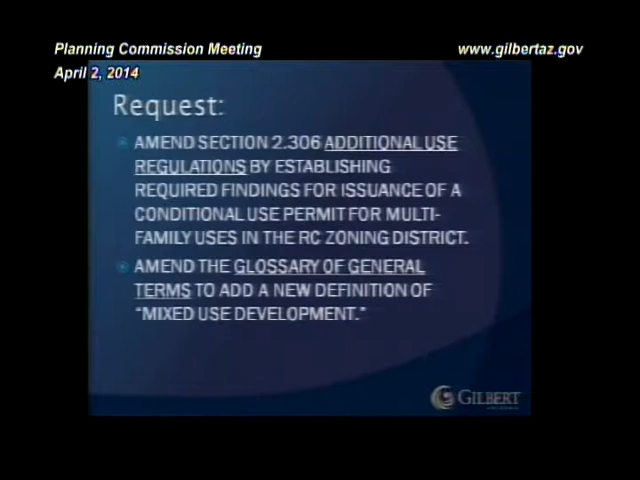 Planning Commission Meeting
www.gilbertaz.gov
April 2, 2014
Request:
AMEND SECTION 2.306 ADDITIONAL USE
REGULATIONS BY ESTABLISHING
REQUIRED FINDINGS FOR ISSUANCE OF A
CONDITIONAL USE PERMIT FOR MULTI-
FAMILY USES IN THE RC ZONING DISTRICT.
AMEND THE GLOSSARY OF GENERAL
TERMS TO ADD A NEW DEFINITION OF
"MIXED USE DEVELOPMENT."
GILBERT